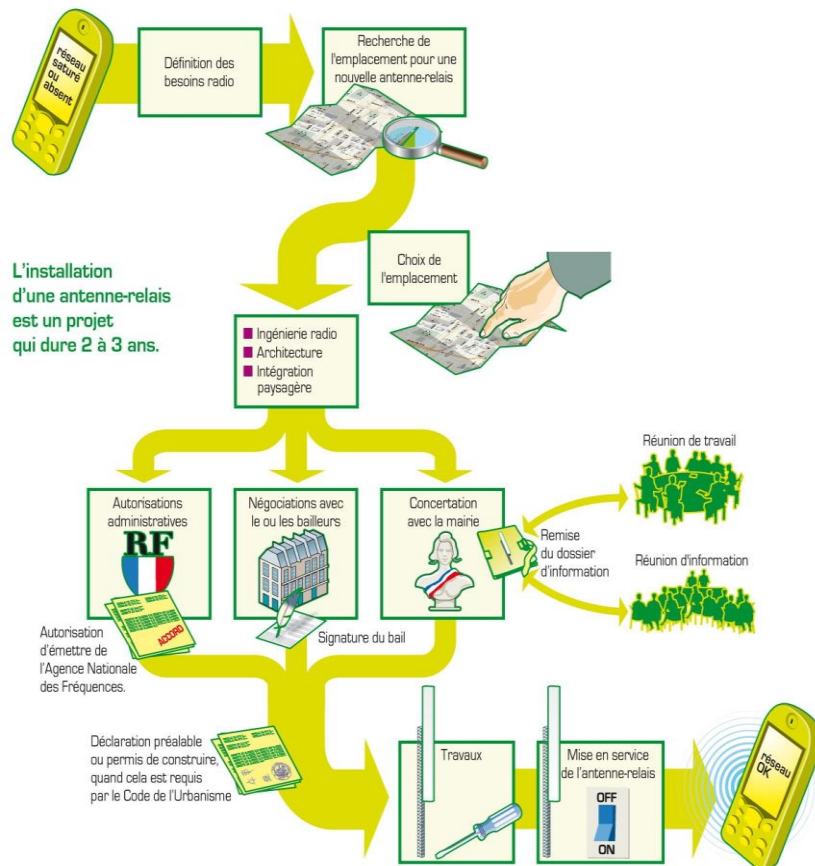 réseau
saturé
ou
absent
Définition des
besoins radio
Recherche de
l'emplacement pour une
nouvelle antenne-relais
L'installation
d'une antenne-relais
est un projet
qui dure 2 à 3 ans.
Choix de
l'emplacement
Ingénierie radio
Architecture
Intégration
paysagère
Autorisations
administratives
RF
ACCORD
Autorisation
d'émettre de
l'Agence Nationale
des Fréquences.
Négociations avec
le ou les bailleurs
Signature du bail
Concertation
avec la mairie
Remise
du dossier
d'information
Réunion de travail
Réunion d'information
Déclaration préalable
ou permis de construire,
quand cela est requis
par le Code de l'Urbanisme
Travaux
Mise en service
de l'antenne-relais
OFF
ON
réseau
OK